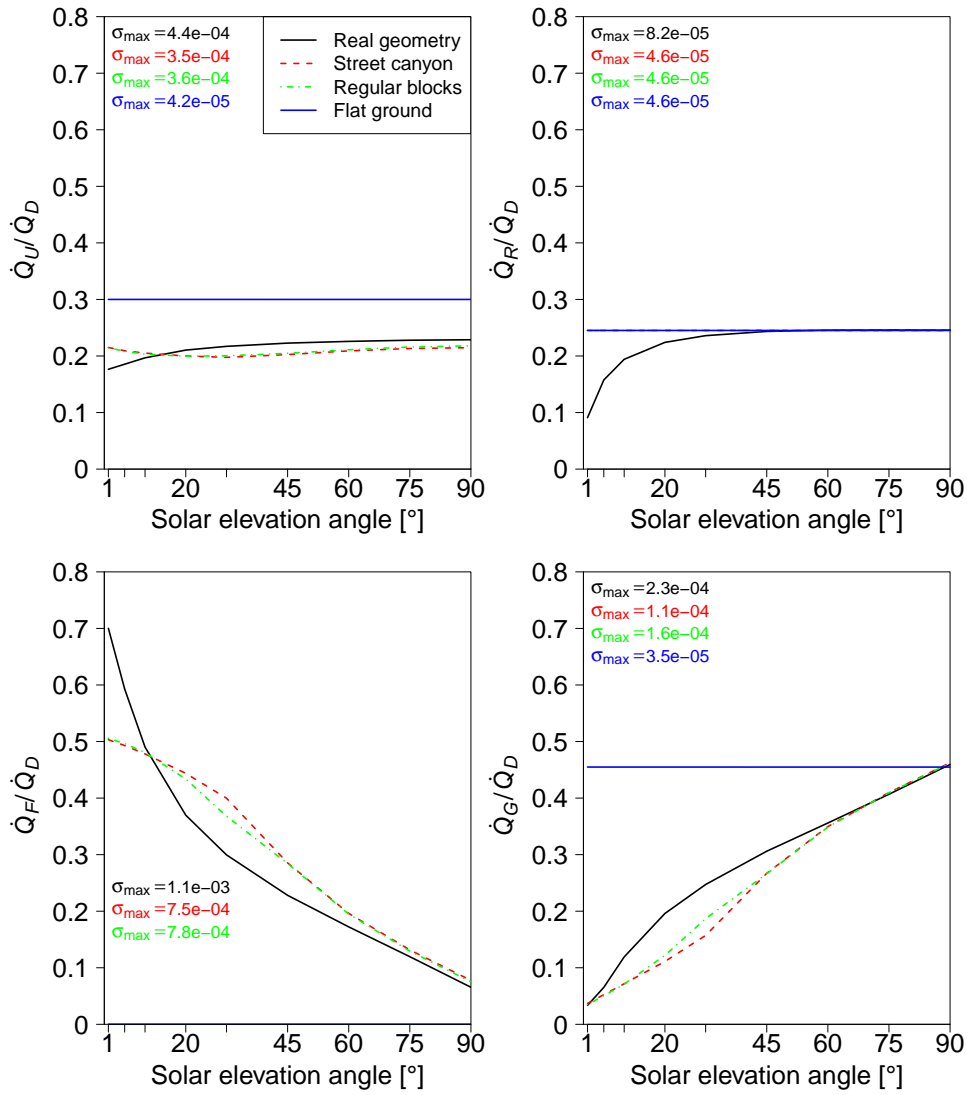 0.8
0.7
0.6
0.5
0.4
0.3
0.2
0.1
0
Q̇U/Q̇D
σmax=4.4e−04
σmax=3.5e−04
σmax=3.6e−04
σmax=4.2e−05
Real geometry
Street canyon
Regular blocks
Flat ground
1 20 45 60 75 90
Solar elevation angle [°]
0.8
0.7
0.6
0.5
0.4
0.3
0.2
0.1
0
Q̇R/Q̇D
σmax=8.2e−05
σmax=4.6e−05
σmax=4.6e−05
σmax=4.6e−05
1 20 45 60 75 90
Solar elevation angle [°]
0.8
0.7
0.6
0.5
0.4
0.3
0.2
0.1
0
Q̇F/Q̇D
σmax=1.1e−03
σmax=7.5e−04
σmax=7.8e−04
1 20 45 60 75 90
Solar elevation angle [°]
0.8
0.7
0.6
0.5
0.4
0.3
0.2
0.1
0
Q̇G/Q̇D
σmax=2.3e−04
σmax=1.1e−04
σmax=1.6e−04
σmax=3.5e−05
1 20 45 60 75 90
Solar elevation angle [°]